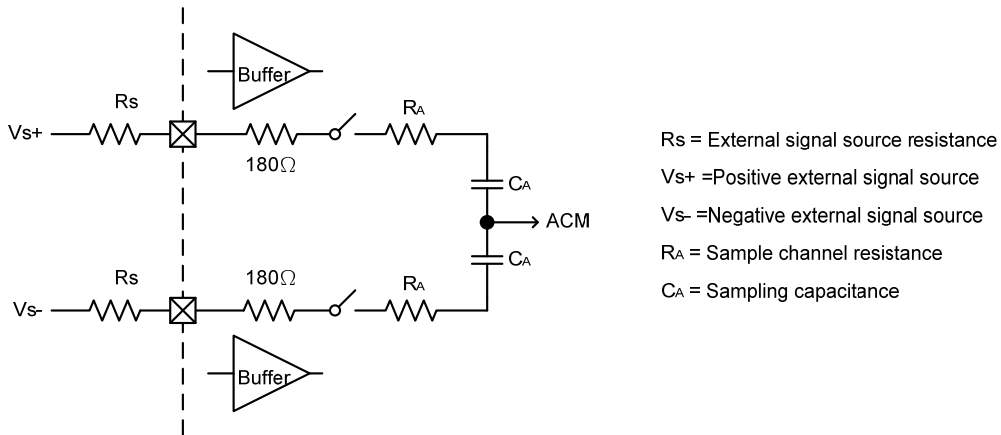 Buffer
Rs
RA
Vs+
180Ω
CA
ACM
CA
Rs
180Ω
RA
Vs-
Buffer
Rs = External signal source resistance
Vs+ =Positive external signal source
Vs- =Negative external signal source
RA = Sample channel resistance
CA = Sampling capacitance